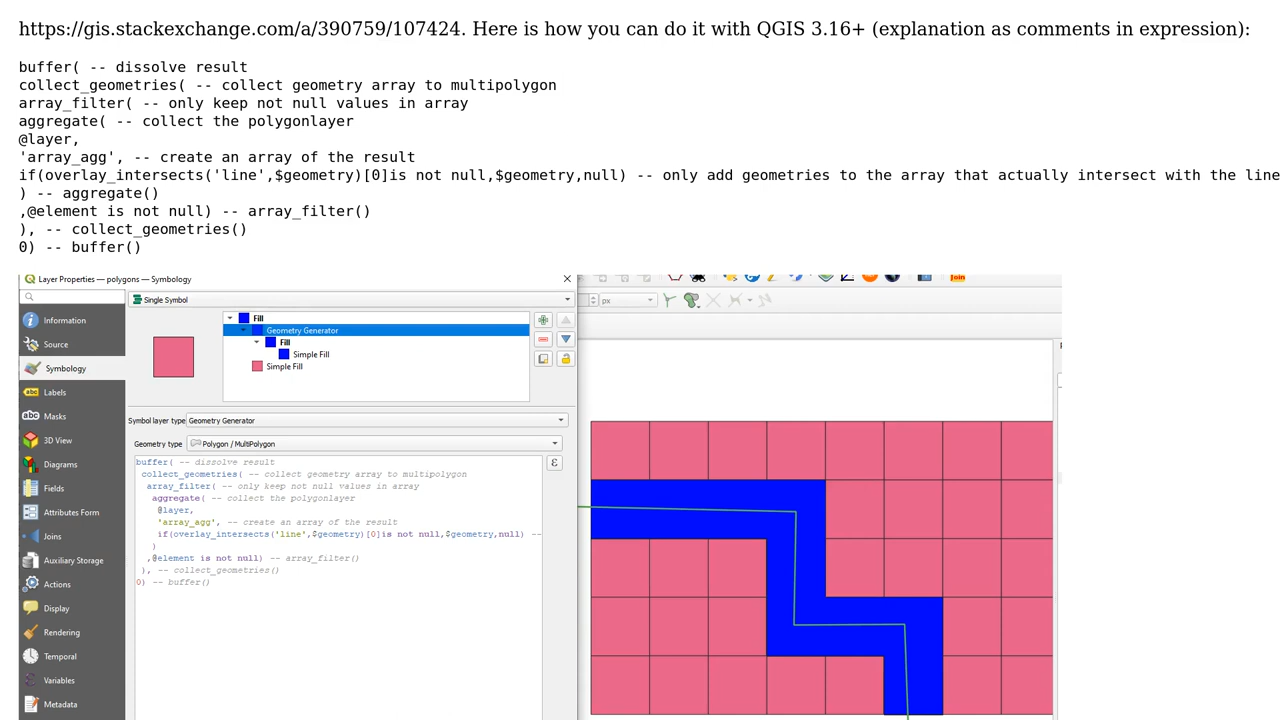 https://gis.stackexchange.com/a/390759/107424. Here is how you can do it with QGIS 3.16+ (explanation as comments in expression):
buffer( -- dissolve result
collect_geometries( -- collect geometry array to multipolygon
array_filter( -- only keep not null values in array
aggregate( -- collect the polygonlayer
@layer,
'array_agg', -- create an array of the result
if(overlay_intersects('line',$geometry)[0]is not null,$geometry,null) -- only add geometries to the array that actually intersect with the line
) -- aggregate()
,@element is not null) -- array_filter()
), -- collect_geometries()
0) -- buffer()
Layer Properties — polygons — Symbology
Single Symbol
Information
Source
Symbology
Labels
Masks
3D View
Diagrams
Fields
Attributes Form
Joins
Auxiliary Storage
Actions
Display
Rendering
Temporal
Variables
Metadata
Fill
Geometry Generator
Fill
Simple Fill
Simple Fill
Symbol layer type Geometry Generator
Geometry type Polygon / MultiPolygon
buffer( -- dissolve result
collect_geometries( -- collect geometry array to multipolygon
array_filter( -- only keep not null values in array
aggregate( -- collect the polygonlayer
@layer,
'array_agg', -- create an array of the result
if(overlay_intersects('line',$geometry)[0]is not null,$geometry,null) --
)
,@element is not null) -- array_filter()
), -- collect_geometries()
0) -- buffer()
ε
px
Join